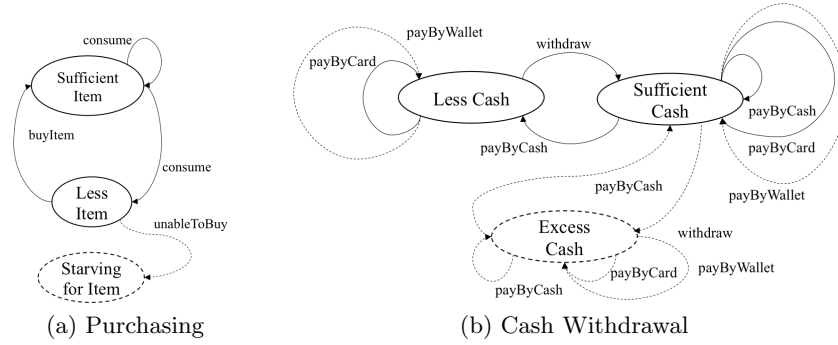 consume
Sufficient
Item
buyItem
consume
Less
Item
unableToBuy
Starving
for Item
(a) Purchasing
payByWallet
payByCard
withdraw
Less Cash
Sufficient
Cash
payByCash
payByCash
payByCard
payByWallet
payByCash
Excess
Cash
withdraw
payByCard
payByWallet
payByCash
(b) Cash Withdrawal